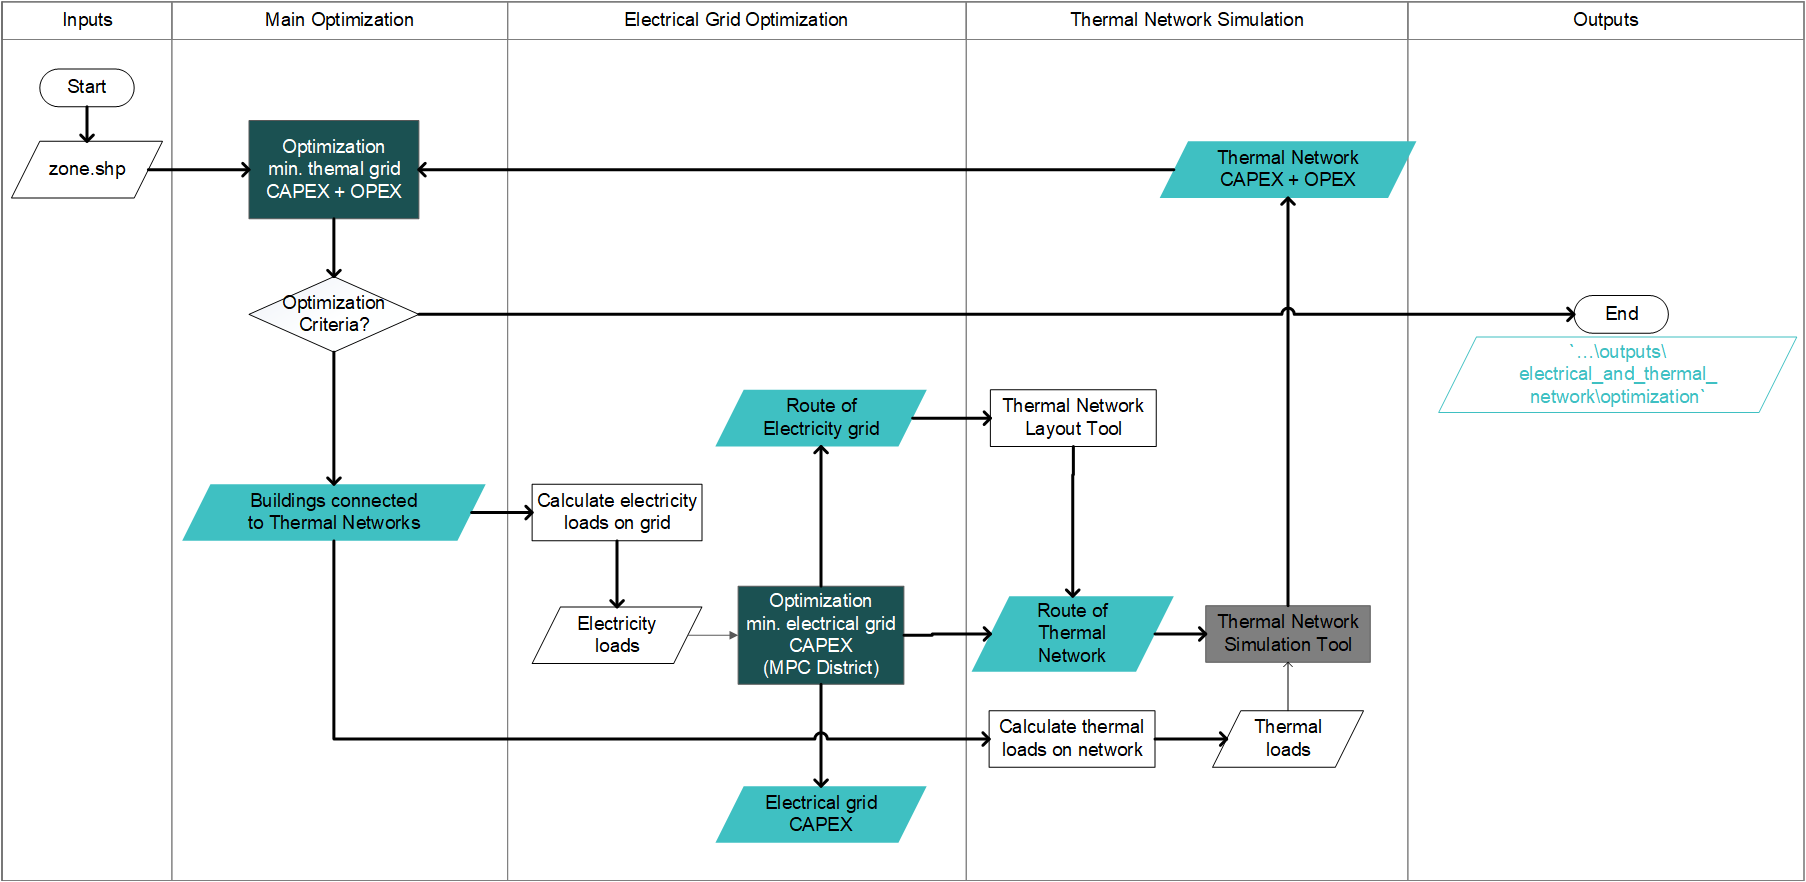 Inputs
Main Optimization
Electrical Grid Optimization
Thermal Network Simulation
Outputs
Start
zone.shp
Optimization
min. themal grid
CAPEX + OPEX
Thermal Network
CAPEX + OPEX
Optimization
Criteria?
End
`...\outputs\
electrical_and_thermal_
network\optimization`
Route of
Electricity grid
Thermal Network
Layout Tool
Buildings connected
to Thermal Networks
Calculate electricity
loads on grid
Electricity
loads
Optimization
min. electrical grid
CAPEX
(MPC District)
Route of
Thermal
Network
Thermal Network
Simulation Tool
Calculate thermal
loads on network
Thermal
loads
Electrical grid
CAPEX